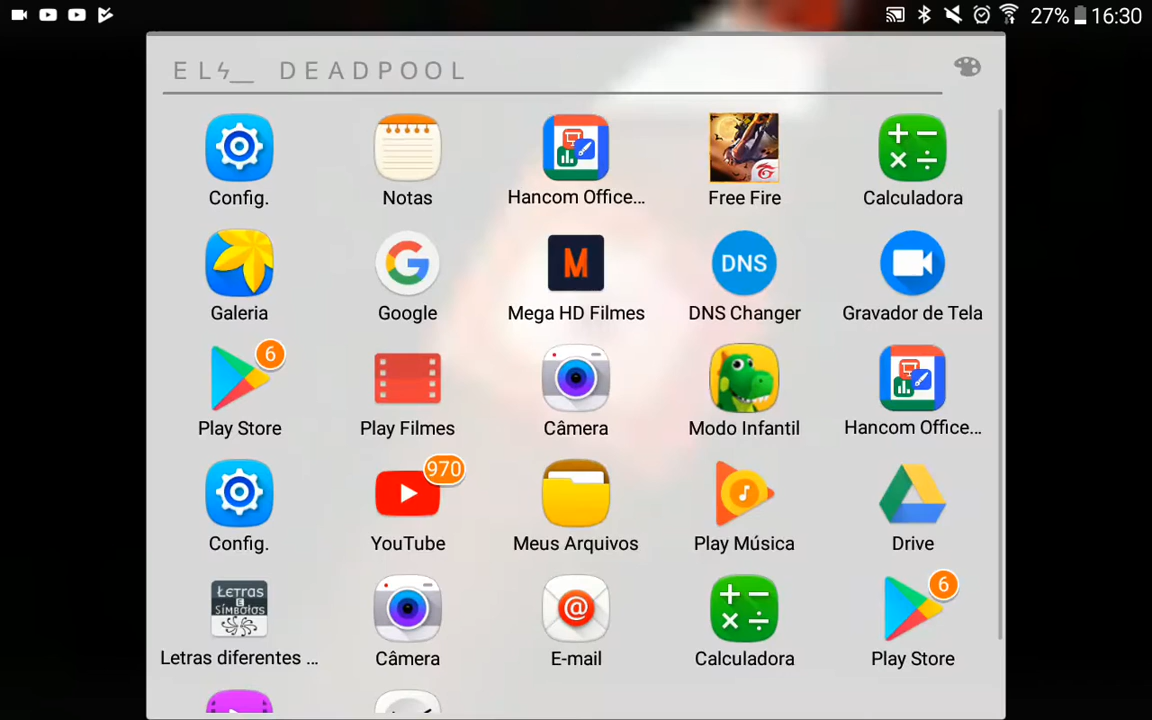 27% 16:30
ELϟ__ DEADPOOL
Config. Notas Hancom Office... Free Fire Calculadora
DNS
Galeria Google Mega HD Filmes DNS Changer Gravador de Tela
6
Play Store Play Filmes Câmera Modo Infantil Hancom Office...
970
Config. YouTube Meus Arquivos Play Música Drive
Letras
E
Símbolos
6
Letras diferentes ... Câmera E-mail Calculadora Play Store